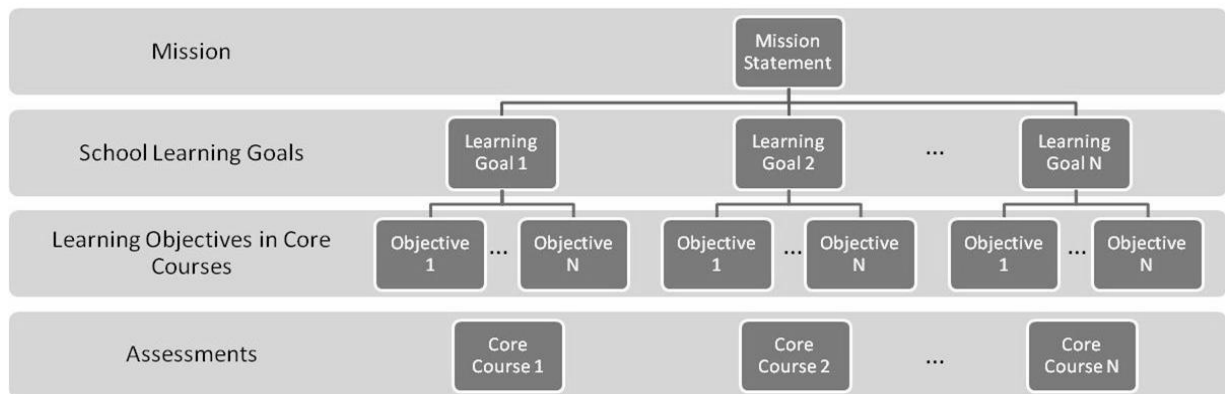 Mission
Mission
Statement
School Learning Goals
Learning
Goal 1
Learning
Goal 2
...
Learning
Goal N
Learning Objectives in Core
Courses
Objective
1
...
Objective
N
Objective
1
...
Objective
N
Objective
1
...
Objective
N
Assessments
Core
Course 1
Core
Course 2
...
Core
Course N